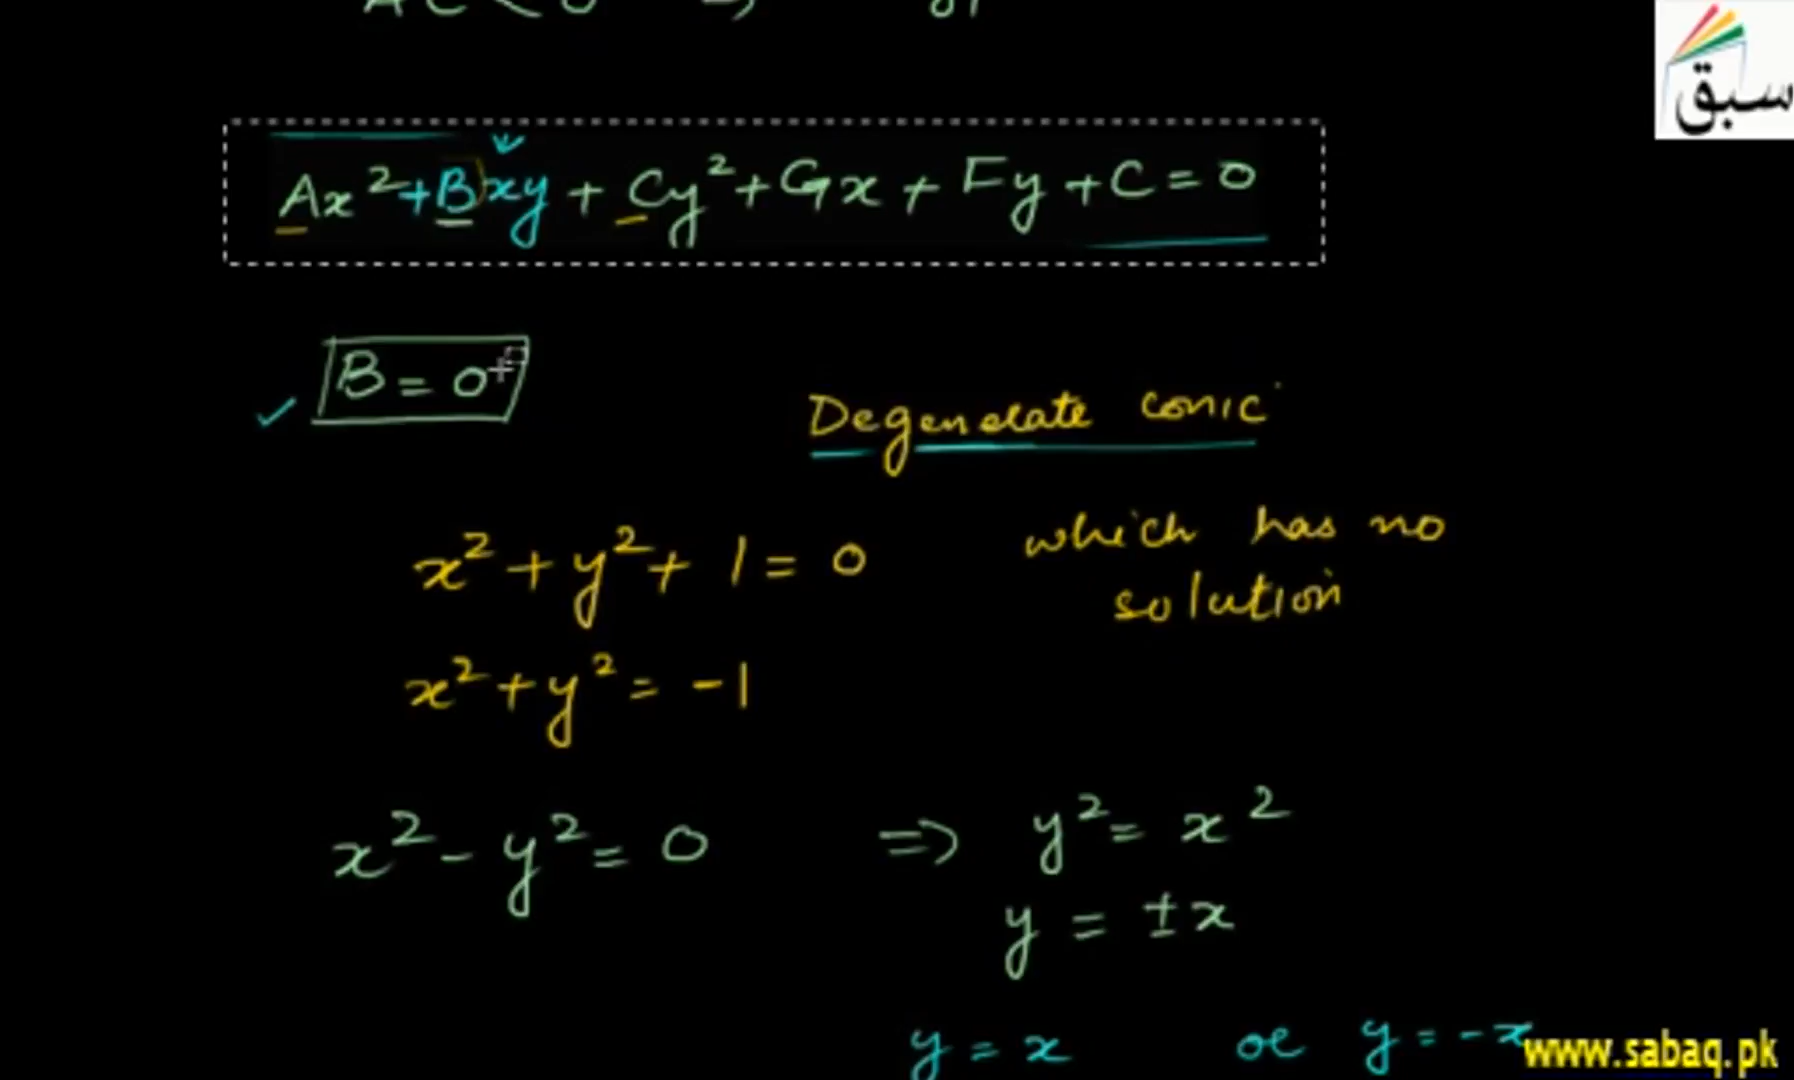 سبق
Ax²+Bxy + Cy²+Gx + Fy +C=0
B=0
Degenerate conic
x²+y²+ 1 = 0
which has no
solution
x²+y²= -1
x²- y²= 0 => y²= x²
y = ±x
y = x or y = -x
www.sabaq.pk